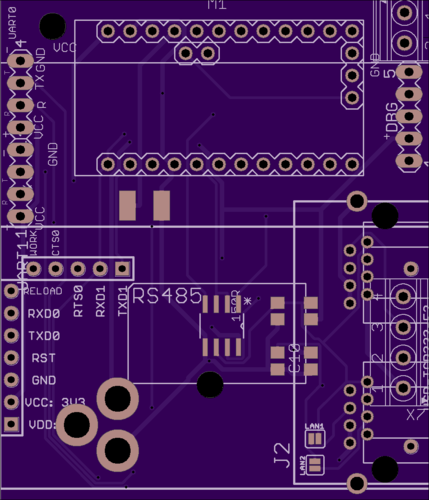 M1
UART0
VCC
4
TXGND
VCC R
GND
VCC
GND
5
+DRG
UART1
WORK
CTS0
RELOAD
RXD0
TXD0
RST
GND
VCC: 3V3
VDD:
RTS0
RXD1
TXD1
RS485
C10
4
3
2
1
X7
J2
LAN1
LAN2